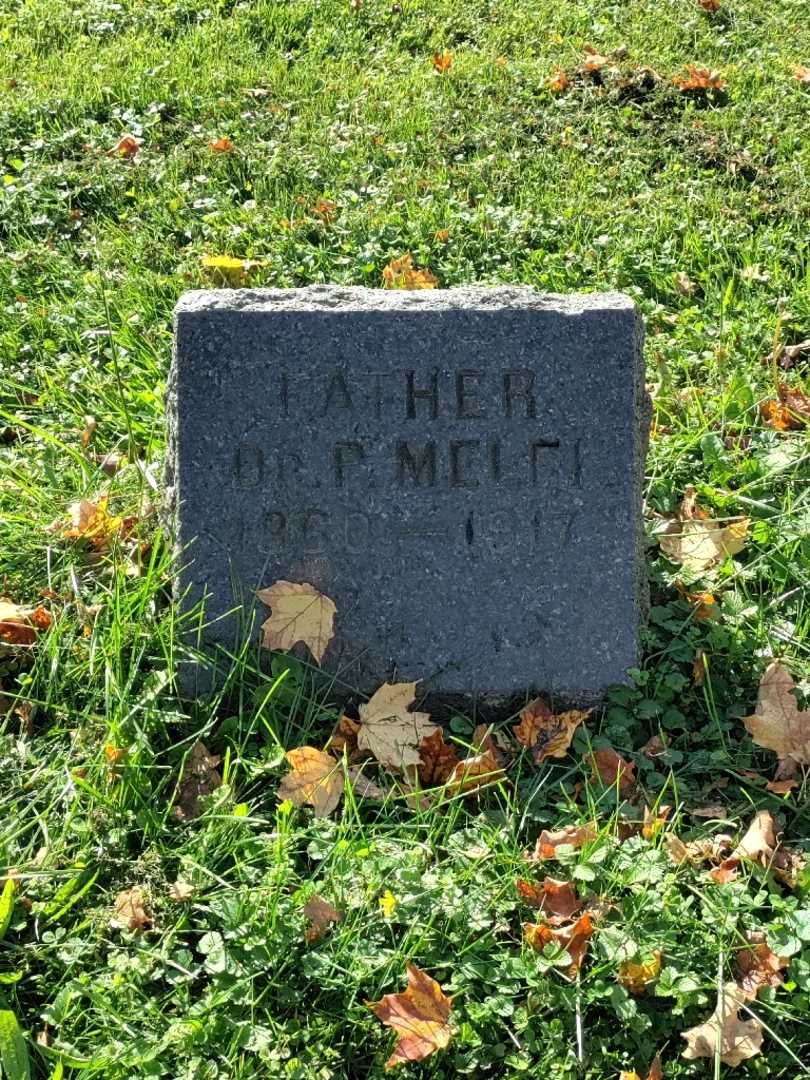 FATHER
DR. P. MELFI
1860 — 1917